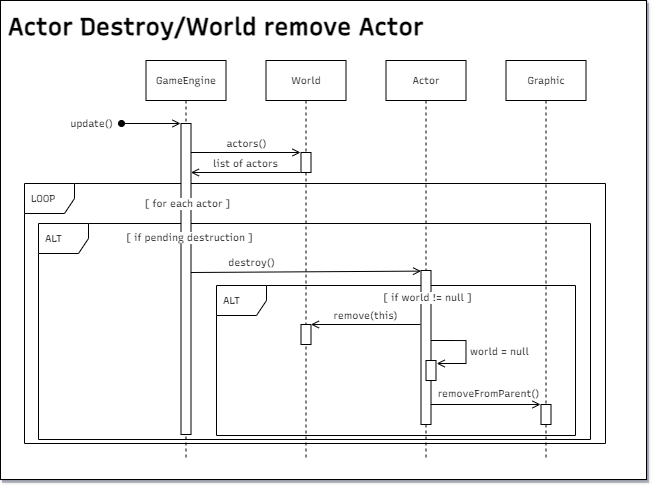 Actor Destroy/World remove Actor
GameEngine
World
Actor
Graphic
update()
actors()
list of actors
LOOP
[ for each actor ]
ALT
[ if pending destruction ]
destroy()
ALT
[ if world != null ]
remove(this)
world = null
removeFromParent()